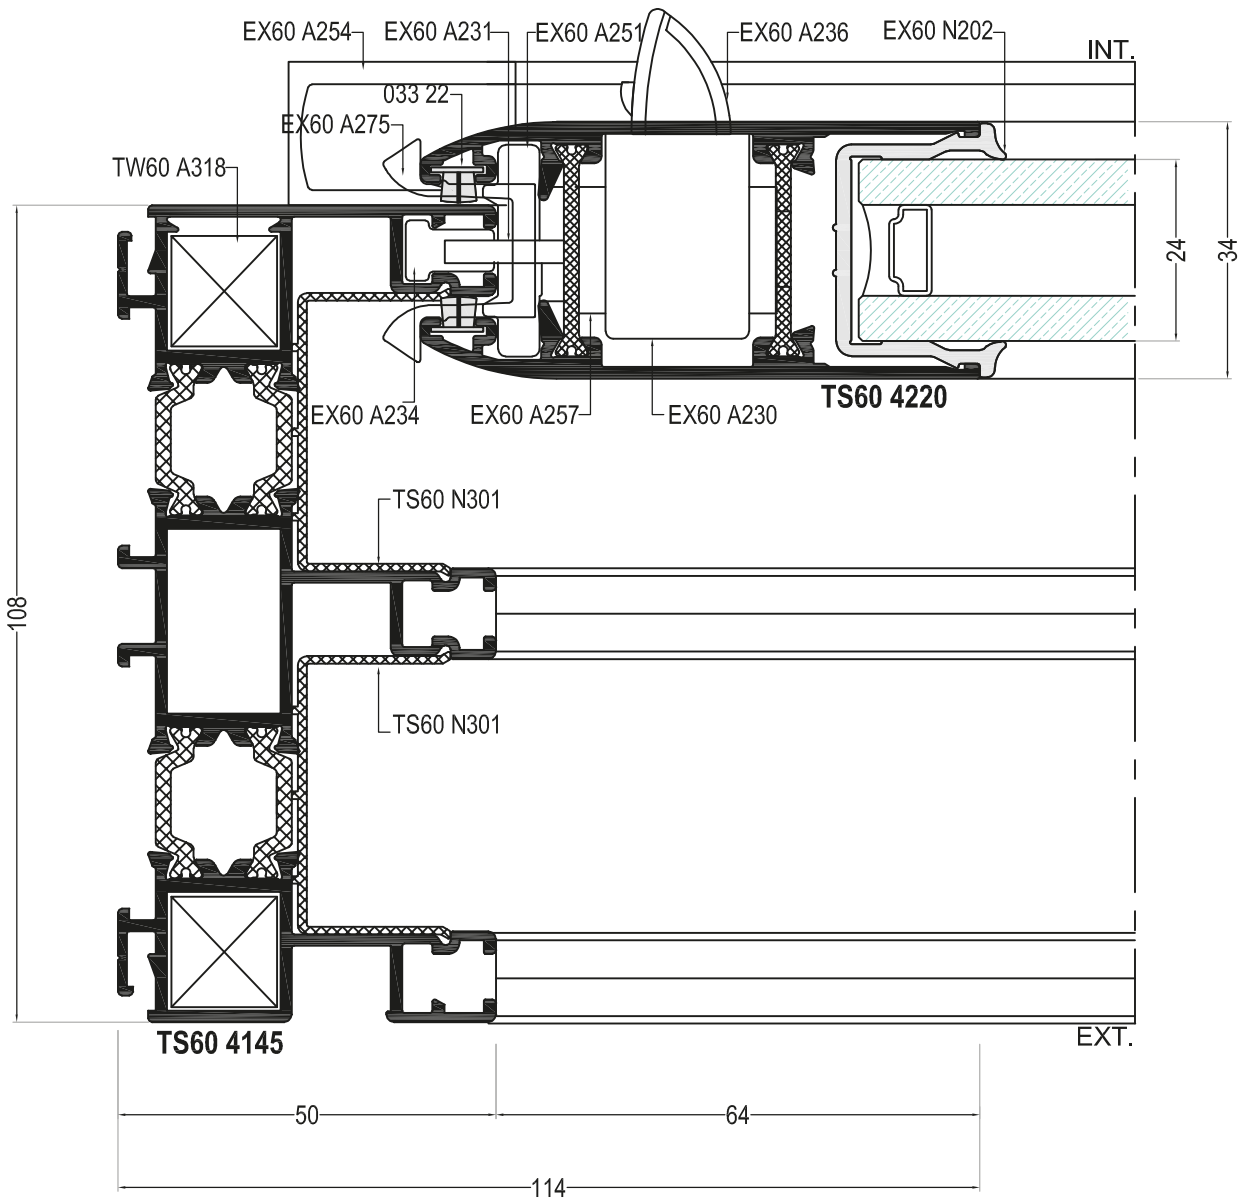 EX60 A254
EX60 A231
EX60 A251
EX60 A236
EX60 N202
INT.
033 22
EX60 A275
TW60 A318
24
34
EX60 A234
EX60 A257
EX60 A230
TS60 4220
TS60 N301
108
TS60 N301
TS60 4145
EXT.
50
64
114